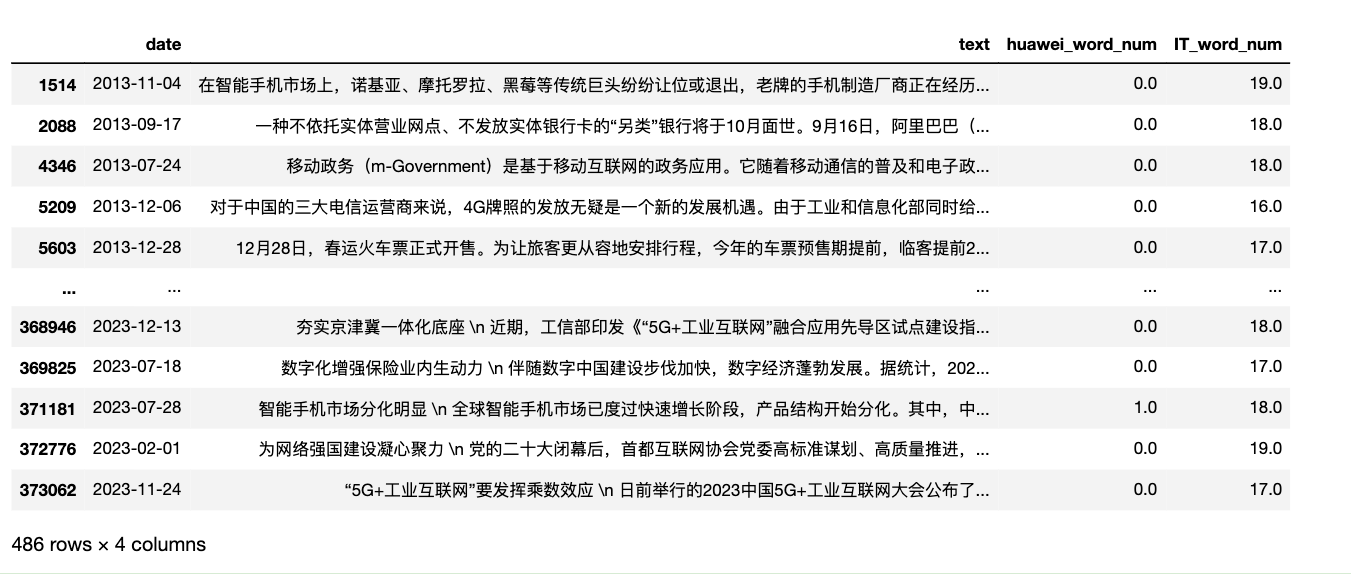 date text huawei_word_num IT_word_num
1514 2013-11-04 在智能手机市场上，诺基亚、摩托罗拉、黑莓等传统巨头纷纷让位或退出，老牌的手机制造厂商正在经历... 0.0 19.0
2088 2013-09-17 一种不依托实体营业网点、不发放实体银行卡的“另类”银行将于10月面世。9月16日，阿里巴巴（... 0.0 18.0
4346 2013-07-24 移动政务（m-Government）是基于移动互联网的政务应用。它随着移动通信的普及和电子政... 0.0 18.0
5209 2013-12-06 对于中国的三大电信运营商来说，4G牌照的发放无疑是一个新的发展机遇。由于工业和信息化部同时给... 0.0 16.0
5603 2013-12-28 12月28日，春运火车票正式开售。为让旅客更从容地安排行程，今年的车票预售期提前，临客提前2... 0.0 17.0
... ... ... ... ...
368946 2023-12-13 夯实京津冀一体化底座 \n 近期，工信部印发《“5G+工业互联网”融合应用先导区试点建设指... 0.0 18.0
369825 2023-07-18 数字化增强保险业内生动力 \n 伴随数字中国建设步伐加快，数字经济蓬勃发展。据统计，202... 0.0 17.0
371181 2023-07-28 智能手机市场分化明显 \n 全球智能手机市场已度过快速增长阶段，产品结构开始分化。其中，中... 1.0 18.0
372776 2023-02-01 为网络强国建设凝心聚力 \n 党的二十大闭幕后，首都互联网协会党委高标准谋划、高质量推进，... 0.0 19.0
373062 2023-11-24 “5G+工业互联网”要发挥乘数效应 \n 日前举行的2023中国5G+工业互联网大会公布了... 0.0 17.0
486 rows × 4 columns